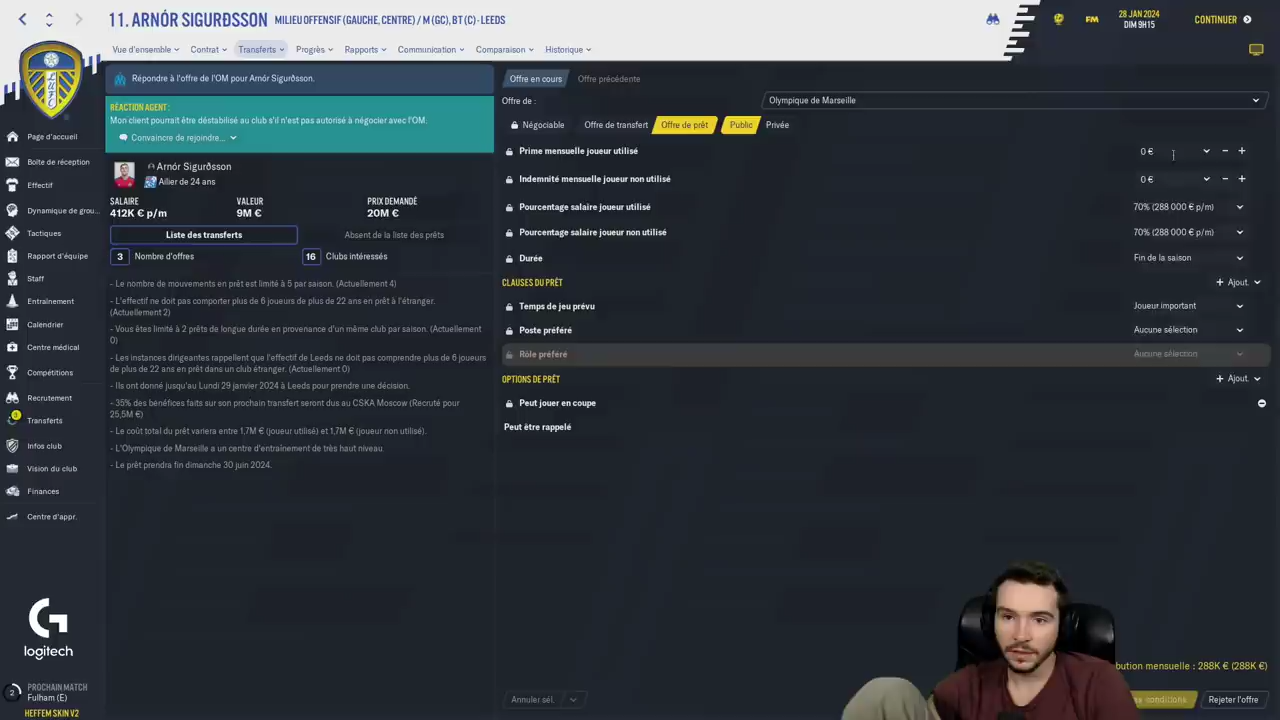 11. ARNÓR SIGURÐSSON
MILIEU OFFENSIF (GAUCHE, CENTRE) / M (GC), BT (C) - LEEDS
FM
28 JAN 2024
DIM 9H15
CONTINUER
Vue d'ensemble
Contrat
Transferts
Progrès
Rapports
Communication
Comparaison
Historique
LUFC
Page d'accueil
Boîte de réception
Effectif
Dynamique de grou...
Tactiques
Rapport d'équipe
Staff
Entraînement
Calendrier
Centre médical
Compétitions
Recrutement
Transferts
Infos club
Vision du club
Finances
Centre d'appr.
logitech
2
PROCHAIN MATCH
Fulham (E)
HEFFEM SKIN V2
Répondre à l'offre de l'OM pour Arnór Sigurðsson.
RÉACTION AGENT :
Mon client pourrait être déstabilisé au club s'il n'est pas autorisé à négocier avec l'OM.
Convaincre de rejoindre...
Arnór Sigurðsson
Ailier de 24 ans
SALAIRE
412K € p/m
VALEUR
9M €
PRIX DEMANDÉ
20M €
Liste des transferts
Absent de la liste des prêts
3 Nombre d'offres
16 Clubs intéressés
- Le nombre de mouvements en prêt est limité à 5 par saison. (Actuellement 4)
- L'effectif ne doit pas comporter plus de 6 joueurs de plus de 22 ans en prêt à l'étranger.
(Actuellement 2)
- Vous êtes limité à 2 prêts de longue durée en provenance d'un même club par saison. (Actuellement
0)
- Les instances dirigeantes rappellent que l'effectif de Leeds ne doit pas comprendre plus de 6 joueurs
de plus de 22 ans en prêt dans un club étranger. (Actuellement 0)
- Ils ont donné jusqu'au Lundi 29 janvier 2024 à Leeds pour prendre une décision.
- 35% des bénéfices faits sur son prochain transfert seront dus au CSKA Moscow (Recruté pour
25,5M €)
- Le coût total du prêt variera entre 1,7M € (joueur utilisé) et 1,7M € (joueur non utilisé).
- L'Olympique de Marseille a un centre d'entraînement de très haut niveau.
- Le prêt prendra fin dimanche 30 juin 2024.
Offre en cours
Offre précédente
Offre de :
Olympique de Marseille
Négociable
Offre de transfert
Offre de prêt
Public
Privée
Prime mensuelle joueur utilisé
0 €
Indemnité mensuelle joueur non utilisé
0 €
Pourcentage salaire joueur utilisé
70% (288 000 € p/m)
Pourcentage salaire joueur non utilisé
70% (288 000 € p/m)
Durée
Fin de la saison
CLAUSES DU PRÊT
Ajout.
Temps de jeu prévu
Joueur important
Poste préféré
Aucune sélection
Rôle préféré
Aucune sélection
OPTIONS DE PRÊT
Ajout.
Peut jouer en coupe
Peut être rappelé
mensuelle : 288K € (288K €)
Annuler sél.
conditions
Rejeter l'offre